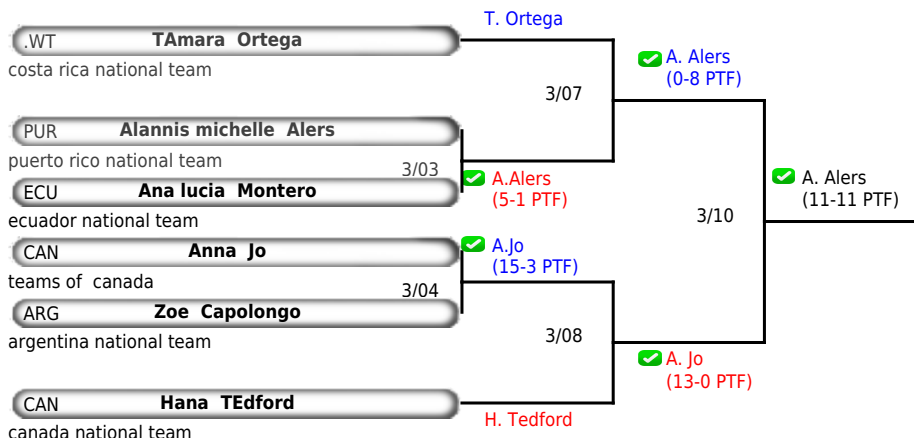 T. Ortega
.WT TAmara Ortega
costa rica national team
A. Alers
(0-8 PTF)
3/07
PUR Alannis michelle Alers
puerto rico national team
3/03
A.Alers
(5-1 PTF)
ECU Ana lucia Montero
ecuador national team
A. Alers
(11-11 PTF)
3/10
CAN Anna Jo
teams of canada
A.Jo
(15-3 PTF)
3/04
ARG Zoe Capolongo
argentina national team
3/08
A. Jo
(13-0 PTF)
CAN Hana TEdford
canada national team
H. Tedford